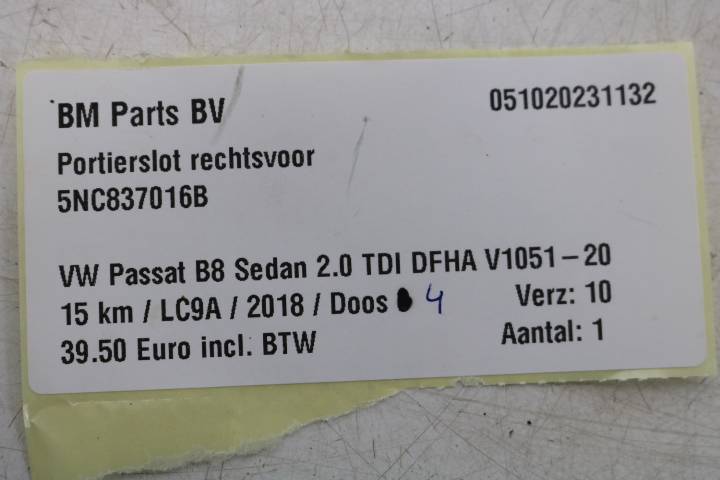 BM Parts BV 051020231132
Portierslot rechtsvoor
5NC837016B
VW Passat B8 Sedan 2.0 TDI DFHA V1051-20
15 km / LC9A / 2018 / Doos 4 Verz: 10
39.50 Euro incl. BTW Aantal: 1